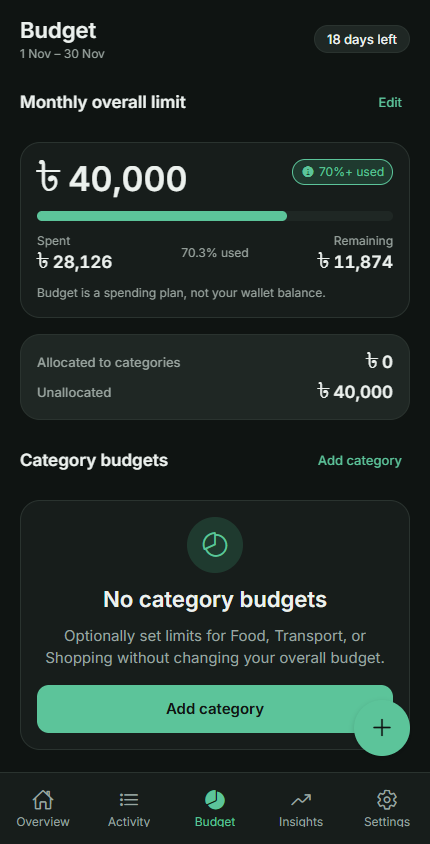 Budget
1 Nov – 30 Nov
18 days left
Monthly overall limit
Edit
৳ 40,000
70%+ used
Spent
৳ 28,126
70.3% used
Remaining
৳ 11,874
Budget is a spending plan, not your wallet balance.
Allocated to categories
৳ 0
Unallocated
৳ 40,000
Category budgets
Add category
No category budgets
Optionally set limits for Food, Transport, or
Shopping without changing your overall budget.
Add category
Overview
Activity
Budget
Insights
Settings